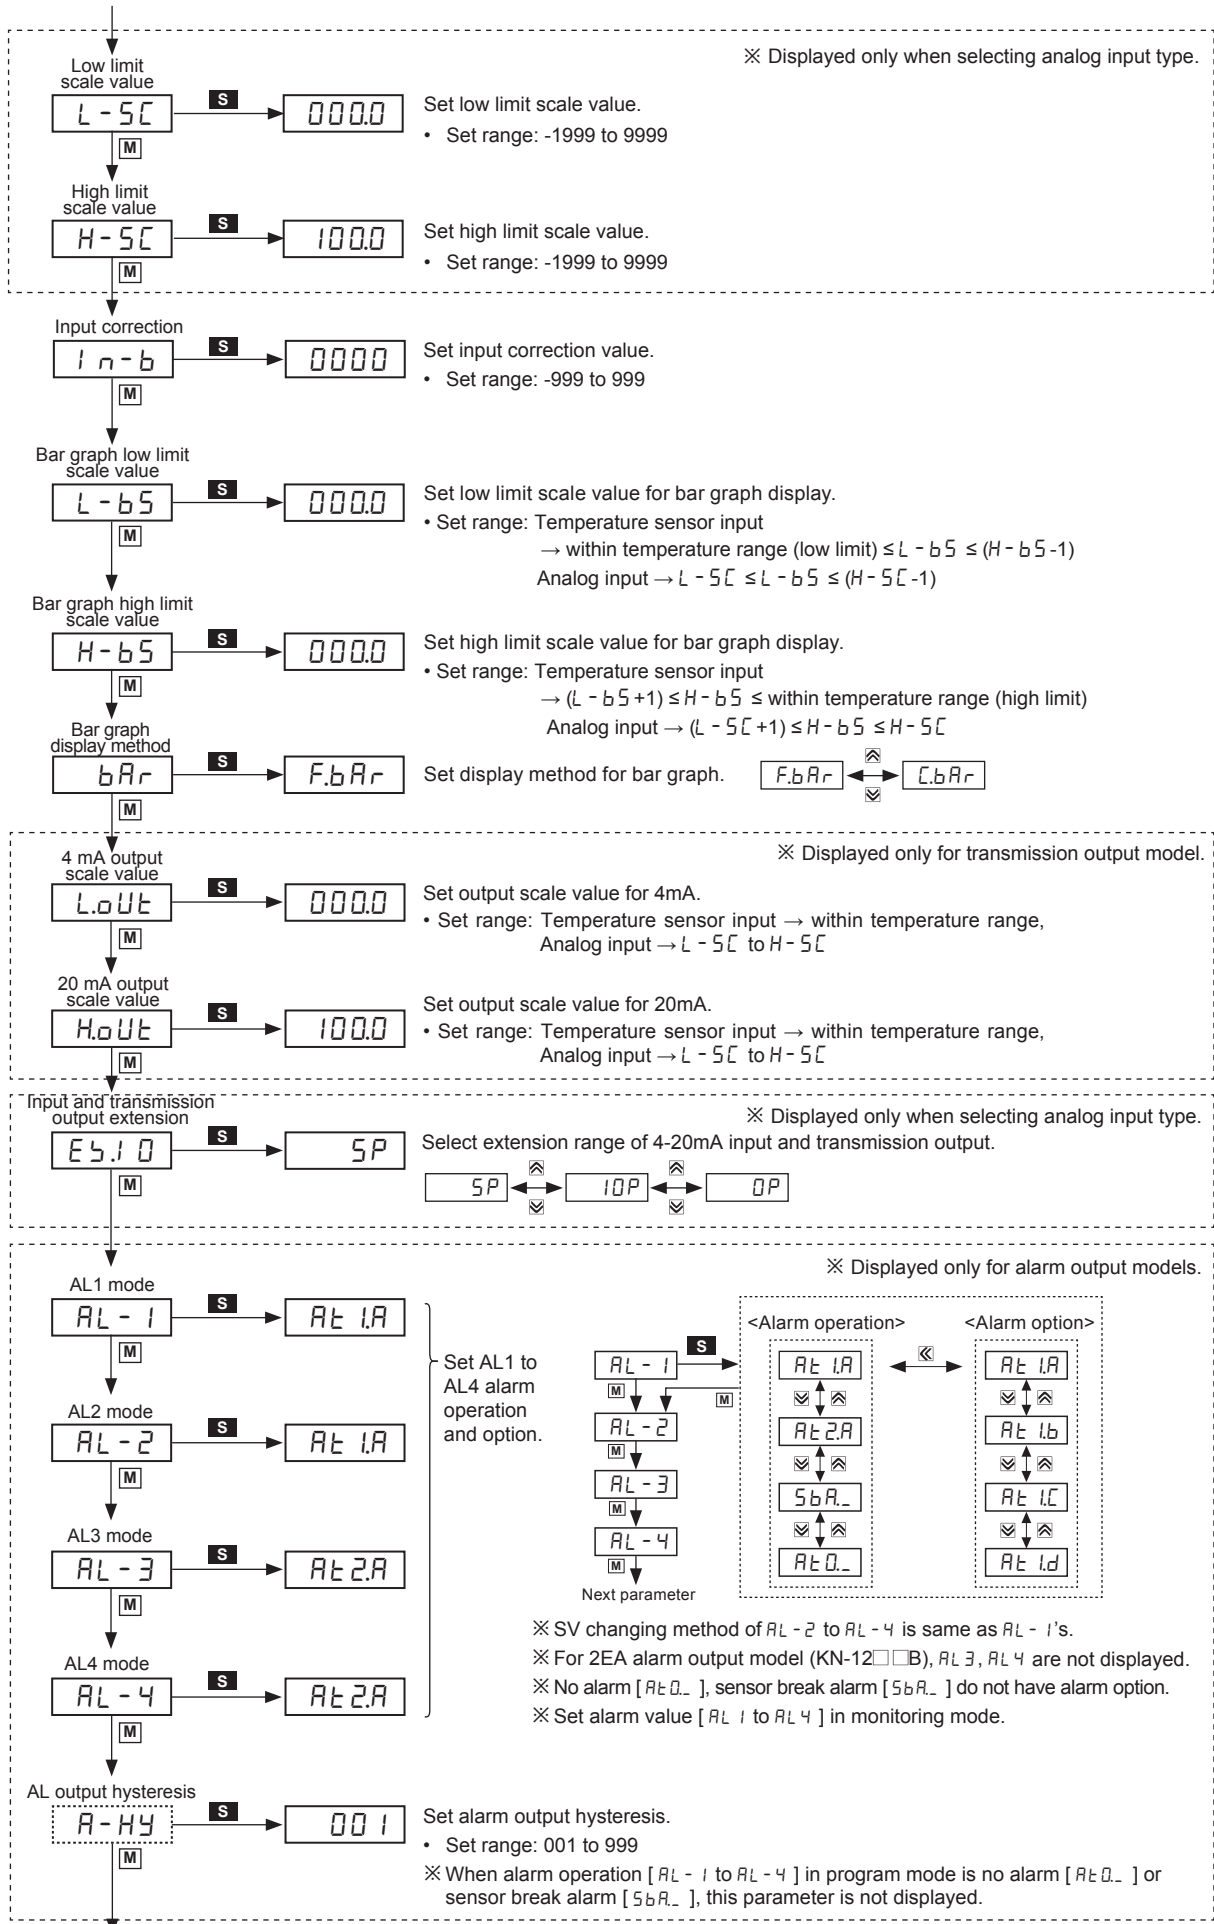 ※ Displayed only when selecting analog input type.
Low limit
scale value
L-SC S 000.0
Set low limit scale value.
• Set range: -1999 to 9999
M
High limit
scale value
H-SC S 100.0
Set high limit scale value.
• Set range: -1999 to 9999
M
Input correction
In-b S 0000
Set input correction value.
• Set range: -999 to 999
M
Bar graph low limit
scale value
L-bS S 000.0
Set low limit scale value for bar graph display.
• Set range: Temperature sensor input
→ within temperature range (low limit) ≤ L-bS ≤ (H-bS-1)
Analog input → L-SC ≤ L-bS ≤ (H-SC-1)
M
Bar graph high limit
scale value
H-bS S 000.0
Set high limit scale value for bar graph display.
• Set range: Temperature sensor input
→ (L-bS+1) ≤ H-bS ≤ within temperature range (high limit)
Analog input → (L-SC+1) ≤ H-bS ≤ H-SC
M
Bar graph
display method
bAr S F.bAr
Set display method for bar graph.
F.bAr C.bAr
M
※ Displayed only for transmission output model.
4 mA output
scale value
L.oUt S 000.0
Set output scale value for 4mA.
• Set range: Temperature sensor input → within temperature range,
Analog input → L-SC to H-SC
M
20 mA output
scale value
H.oUt S 100.0
Set output scale value for 20mA.
• Set range: Temperature sensor input → within temperature range,
Analog input → L-SC to H-SC
M
※ Displayed only when selecting analog input type.
Input and transmission
output extension
E5.IO S 5P
Select extension range of 4-20mA input and transmission output.
5P 10P 0P
M
※ Displayed only for alarm output models.
AL1 mode
AL-1 S At1.A
M
AL2 mode
AL-2 S At1.A
M
AL3 mode
AL-3 S At2.A
M
AL4 mode
AL-4 S At2.A
M
Set AL1 to
AL4 alarm
operation
and option.
AL-1 S
M M
AL-2
M
AL-3
M
AL-4
M
Next parameter
<Alarm operation>
At1.A
At2.A
SbA._
At0._
<Alarm option>
At1.A
At1.b
At1.C
At1.d
※ SV changing method of AL-2 to AL-4 is same as AL-1's.
※ For 2EA alarm output model (KN-12□□B), AL3, AL4 are not displayed.
※ No alarm [ At0._ ], sensor break alarm [ SbA._ ] do not have alarm option.
※ Set alarm value [ AL1 to AL4 ] in monitoring mode.
AL output hysteresis
A-HY S 001
Set alarm output hysteresis.
• Set range: 001 to 999
※ When alarm operation [ AL-1 to AL-4 ] in program mode is no alarm [ At0._ ] or
sensor break alarm [ SbA._ ], this parameter is not displayed.
M